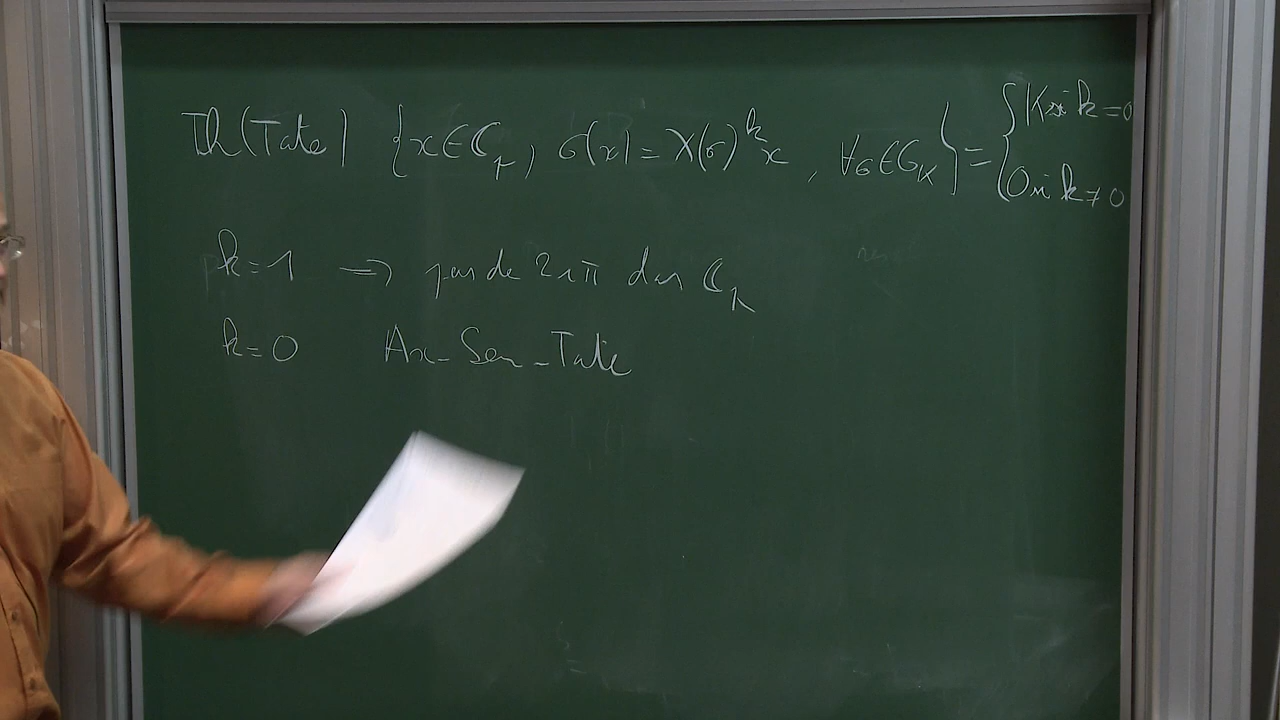 Th (Tate) {x ∈ ℂ_p, σ(x) = χ(σ)^k x, ∀σ ∈ G_K} = { K si k = 0
0 si k ≠ 0
k = 1 → pas de 2iπ dans ℂ_p
k = 0 Ax-Sen-Tate